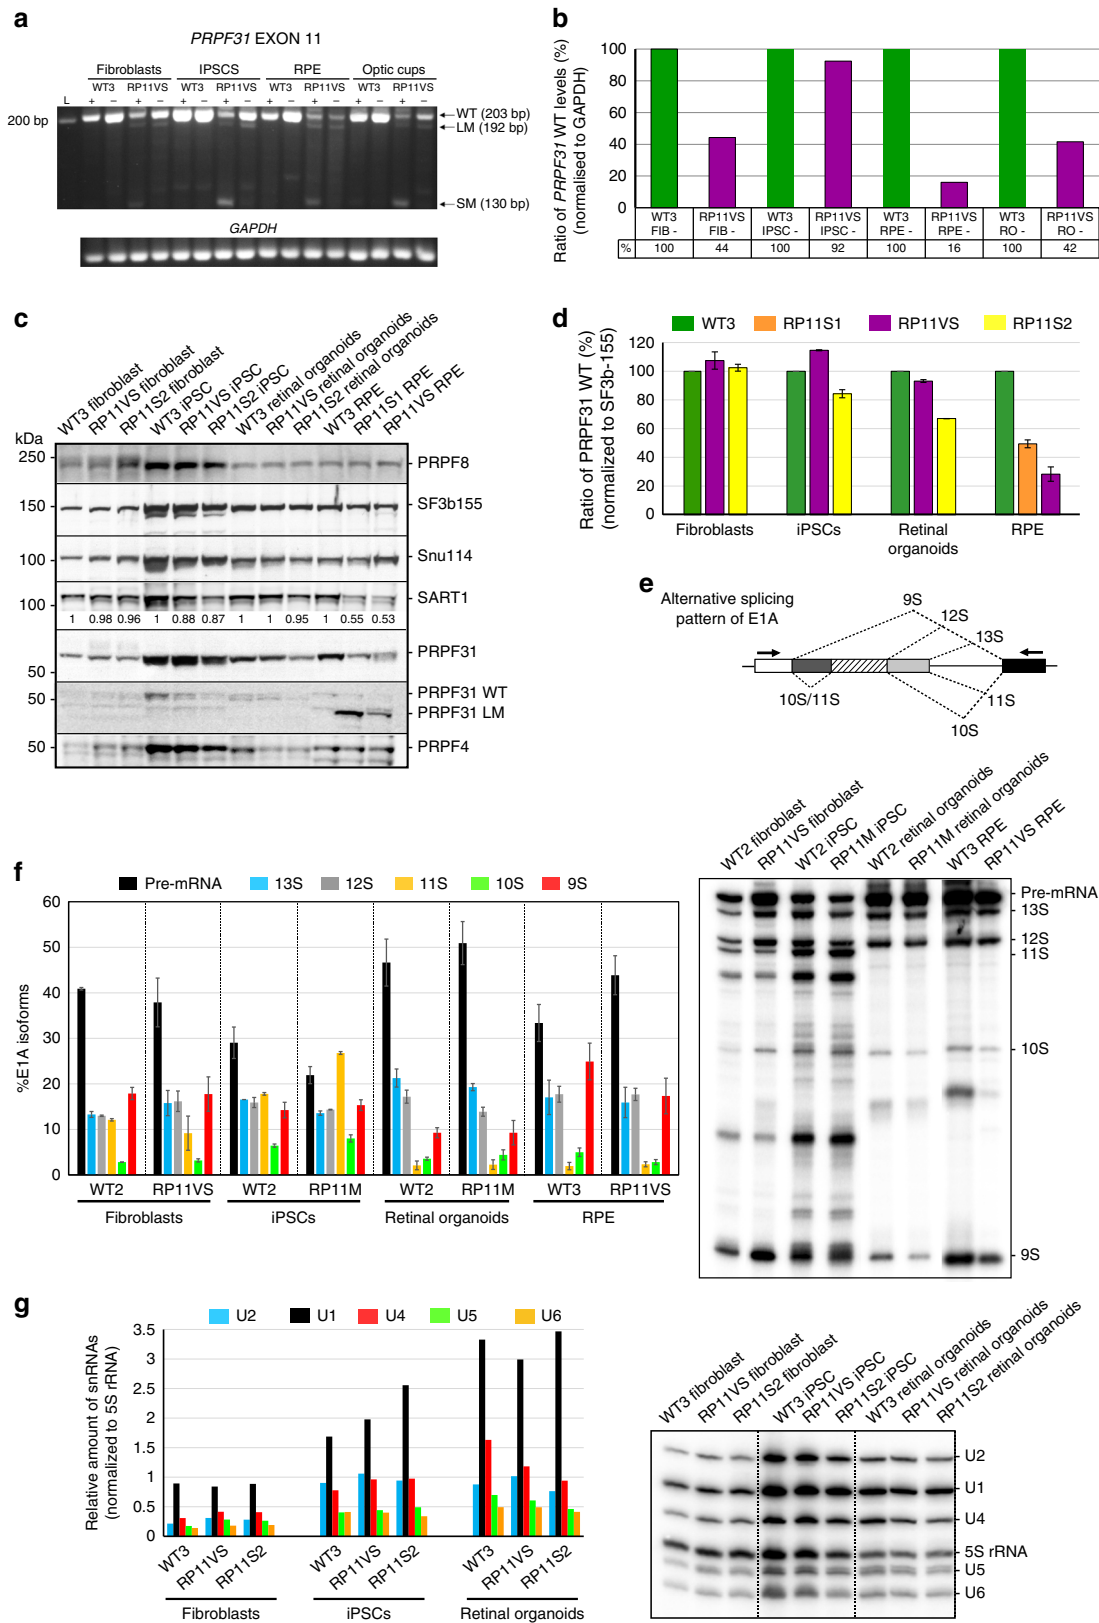 a
PRPF31 EXON 11
Fibroblasts IPSCS RPE Optic cups
WT3 RP11VS WT3 RP11VS WT3 RP11VS WT3 RP11VS
L + – + – + – + – + – + – + – + –
200 bp
WT (203 bp)
LM (192 bp)
SM (130 bp)
GAPDH
b
Ratio of PRPF31 WT levels (%)
(normalised to GAPDH)
100
80
60
40
20
0
WT3 RP11VS WT3 RP11VS WT3 RP11VS WT3 RP11VS
FIB - FIB - IPSC - IPSC - RPE - RPE - RO - RO -
% 100 44 100 92 100 16 100 42
c
WT3 fibroblast
RP11VS fibroblast
RP11S2 fibroblast
WT3 iPSC
RP11VS iPSC
RP11S2 iPSC
WT3 retinal organoids
RP11VS retinal organoids
RP11S2 retinal organoids
WT3 RPE
RP11S1 RPE
RP11VS RPE
kDa
250
PRPF8
150
SF3b155
100
Snu114
100
SART1
1 0.98 0.96 1 0.88 0.87 1 1 0.95 1 0.55 0.53
50
PRPF31
50
PRPF31 WT
PRPF31 LM
50
PRPF4
d
WT3 RP11S1 RP11VS RP11S2
Ratio of PRPF31 WT (%)
(normalized to SF3b-155)
120
100
80
60
40
20
0
Fibroblasts iPSCs Retinal organoids RPE
e
Alternative splicing
pattern of E1A
9S
12S
13S
10S/11S
11S
10S
WT2 fibroblast
RP11VS fibroblast
WT2 iPSC
RP11M iPSC
WT2 retinal organoids
RP11M retinal organoids
WT3 RPE
RP11VS RPE
Pre-mRNA
13S
12S
11S
10S
9S
f
Pre-mRNA 13S 12S 11S 10S 9S
%E1A isoforms
60
50
40
30
20
10
0
WT2 RP11VS WT2 RP11M WT2 RP11M WT3 RP11VS
Fibroblasts iPSCs Retinal organoids RPE
g
U2 U1 U4 U5 U6
Relative amount of snRNAs
(normalized to 5S rRNA)
3.5
3
2.5
2
1.5
1
0.5
0
WT3 RP11VS RP11S2 WT3 RP11VS RP11S2 WT3 RP11VS RP11S2
Fibroblasts iPSCs Retinal organoids
WT3 fibroblast
RP11VS fibroblast
RP11S2 fibroblast
WT3 iPSC
RP11VS iPSC
RP11S2 iPSC
WT3 retinal organoids
RP11VS retinal organoids
RP11S2 retinal organoids
U2
U1
U4
5S rRNA
U5
U6